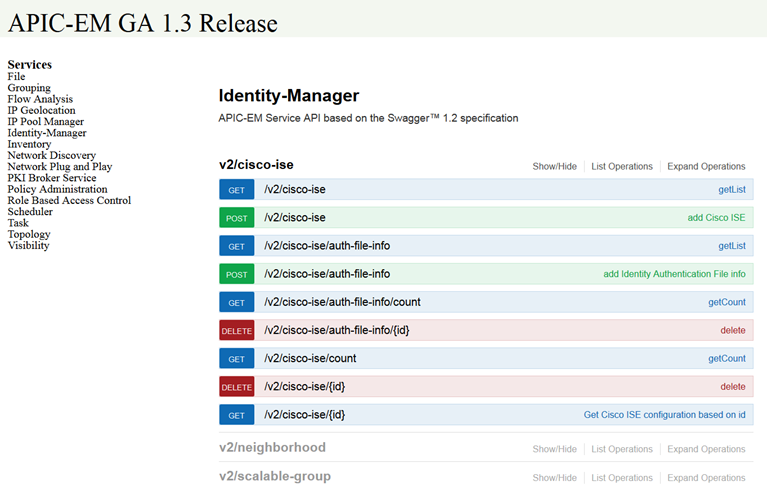 APIC-EM GA 1.3 Release
Services
File
Grouping
Flow Analysis
IP Geolocation
IP Pool Manager
Identity-Manager
Inventory
Network Discovery
Network Plug and Play
PKI Broker Service
Policy Administration
Role Based Access Control
Scheduler
Task
Topology
Visibility
Identity-Manager
APIC-EM Service API based on the Swagger™ 1.2 specification
v2/cisco-ise Show/Hide List Operations Expand Operations
GET /v2/cisco-ise getList
POST /v2/cisco-ise add Cisco ISE
GET /v2/cisco-ise/auth-file-info getList
POST /v2/cisco-ise/auth-file-info add Identity Authentication File info
GET /v2/cisco-ise/auth-file-info/count getCount
DELETE /v2/cisco-ise/auth-file-info/{id} delete
GET /v2/cisco-ise/count getCount
DELETE /v2/cisco-ise/{id} delete
GET /v2/cisco-ise/{id} Get Cisco ISE configuration based on id
v2/neighborhood Show/Hide List Operations Expand Operations
v2/scalable-group Show/Hide List Operations Expand Operations